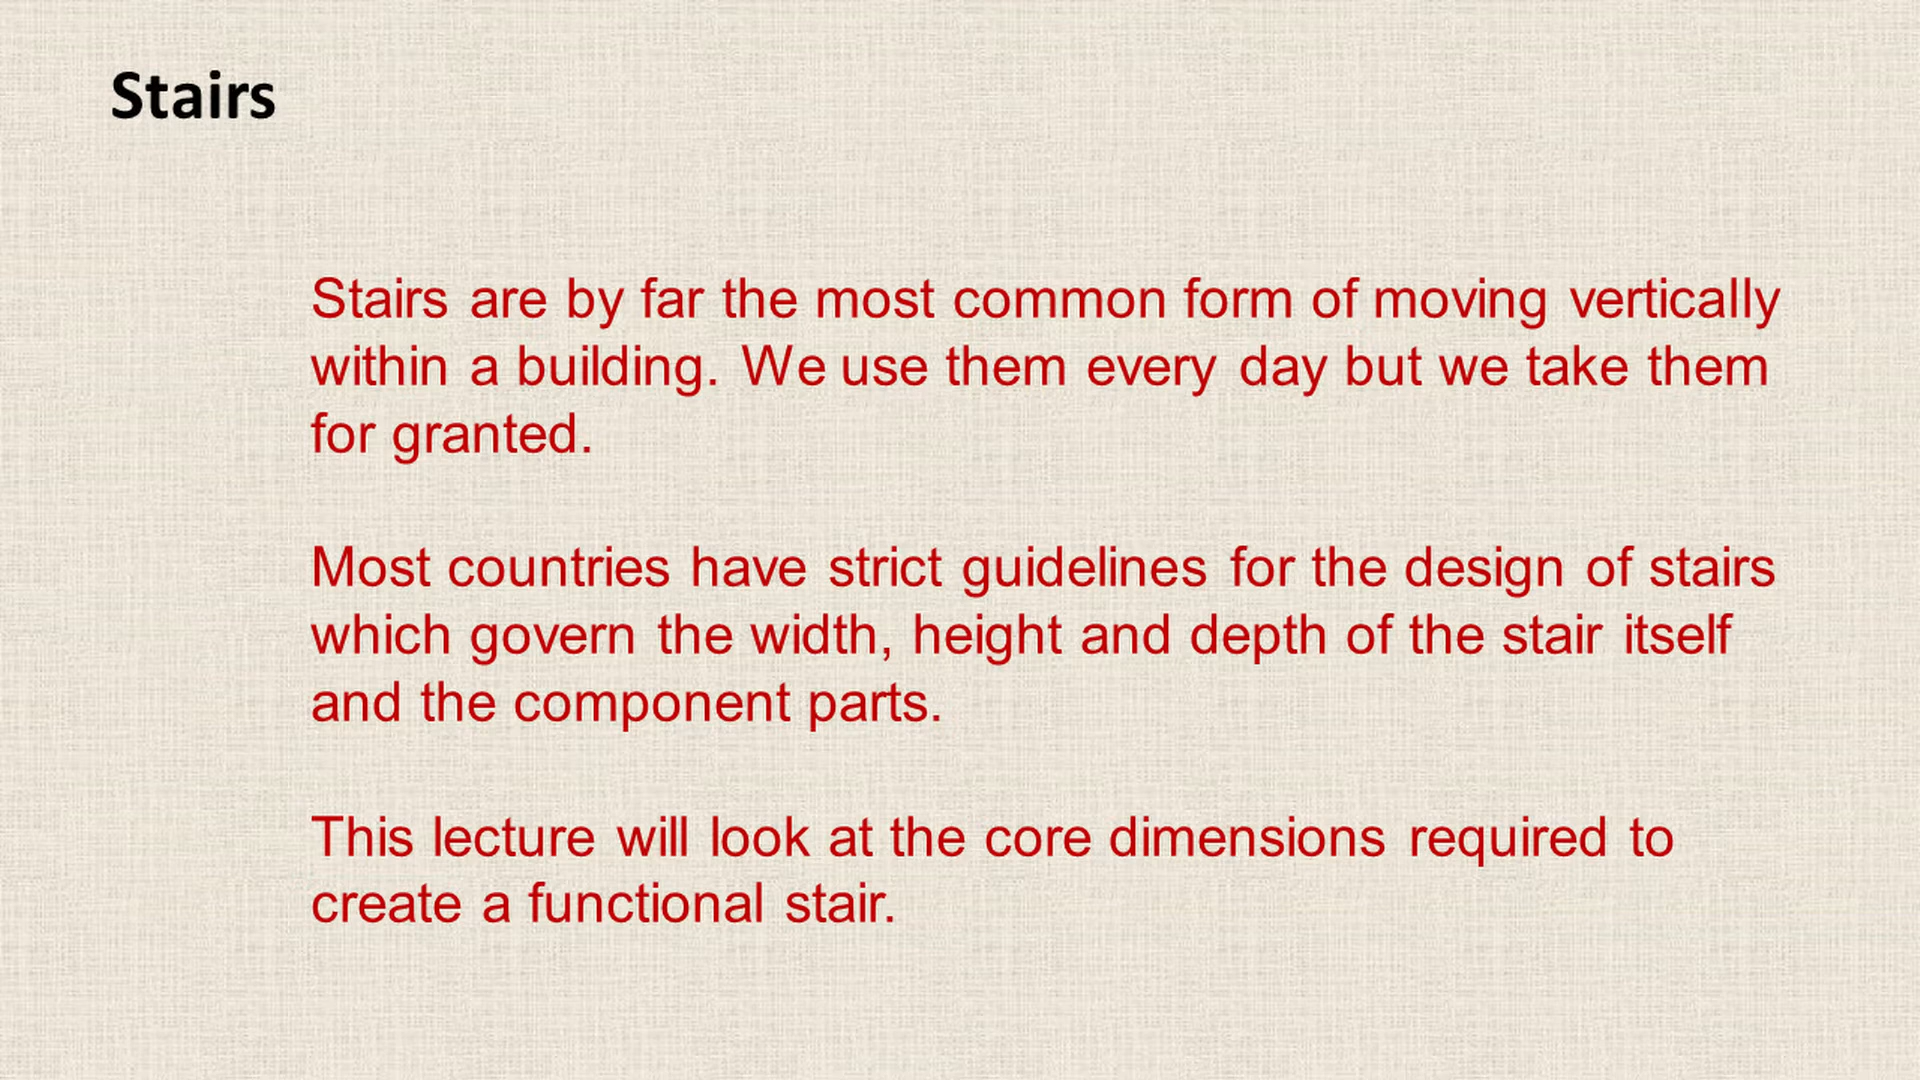 Stairs
Stairs are by far the most common form of moving vertically
within a building. We use them every day but we take them
for granted.
Most countries have strict guidelines for the design of stairs
which govern the width, height and depth of the stair itself
and the component parts.
This lecture will look at the core dimensions required to
create a functional stair.